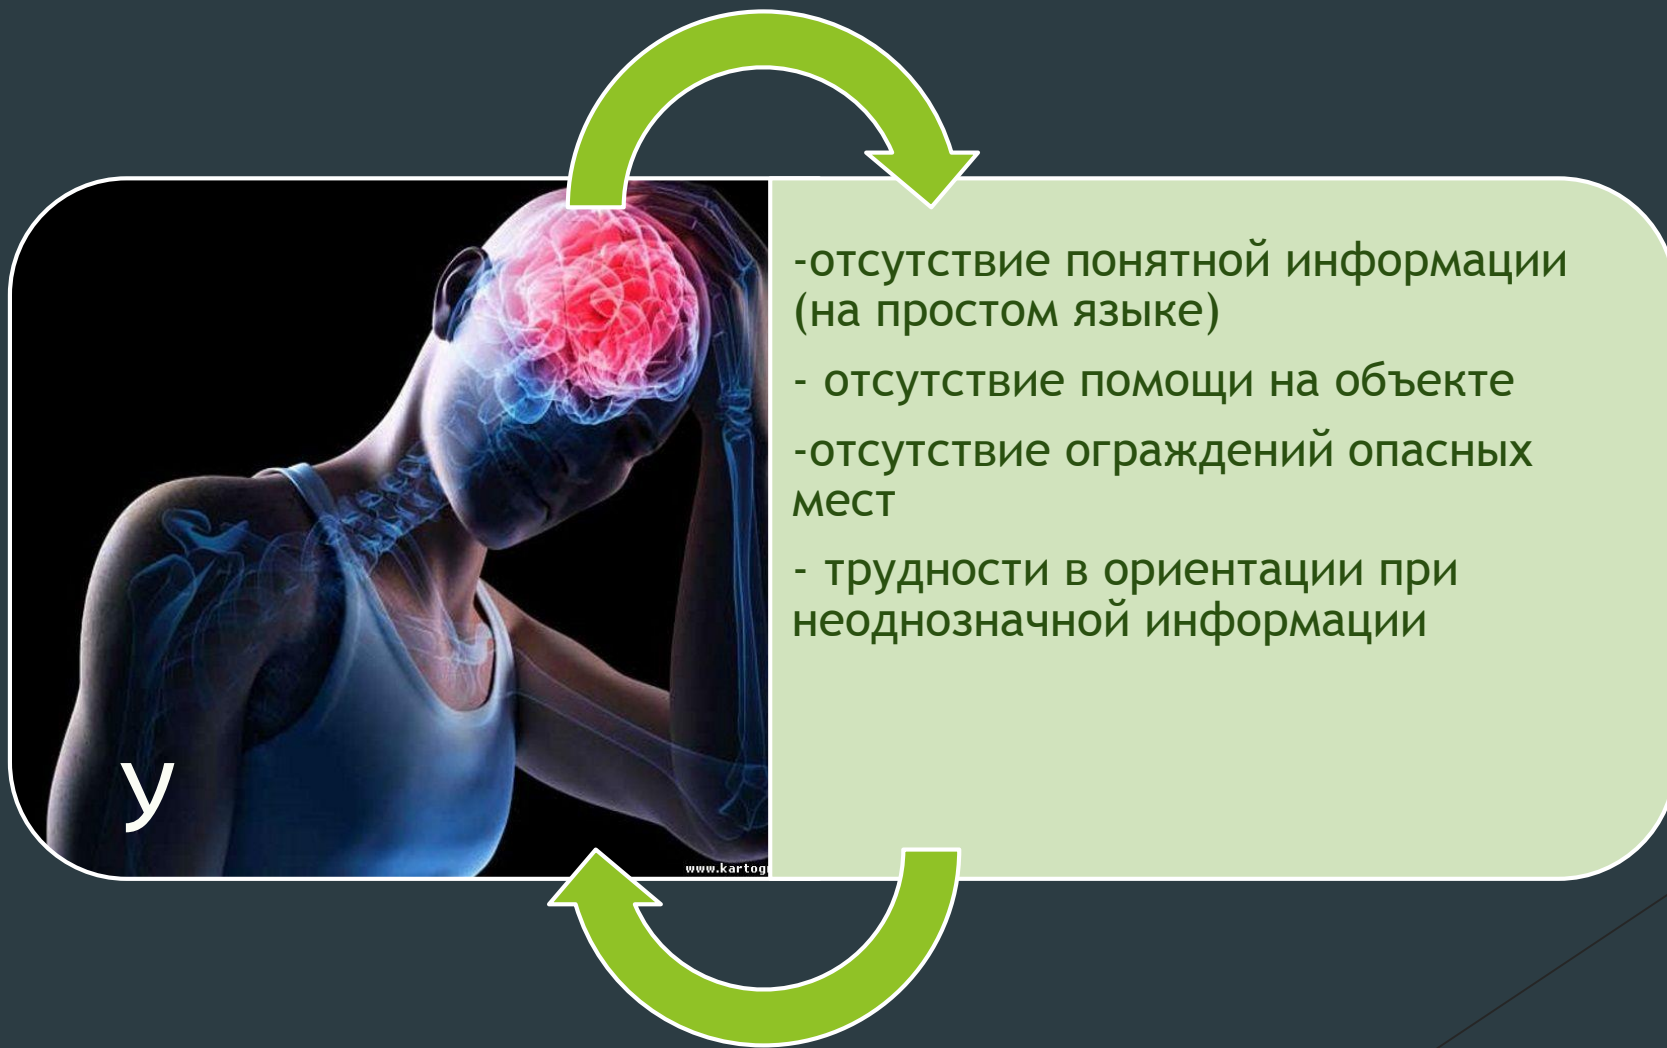 -отсутствие понятной информации
(на простом языке)
- отсутствие помощи на объекте
-отсутствие ограждений опасных
мест
- трудности в ориентации при
неоднозначной информации
У